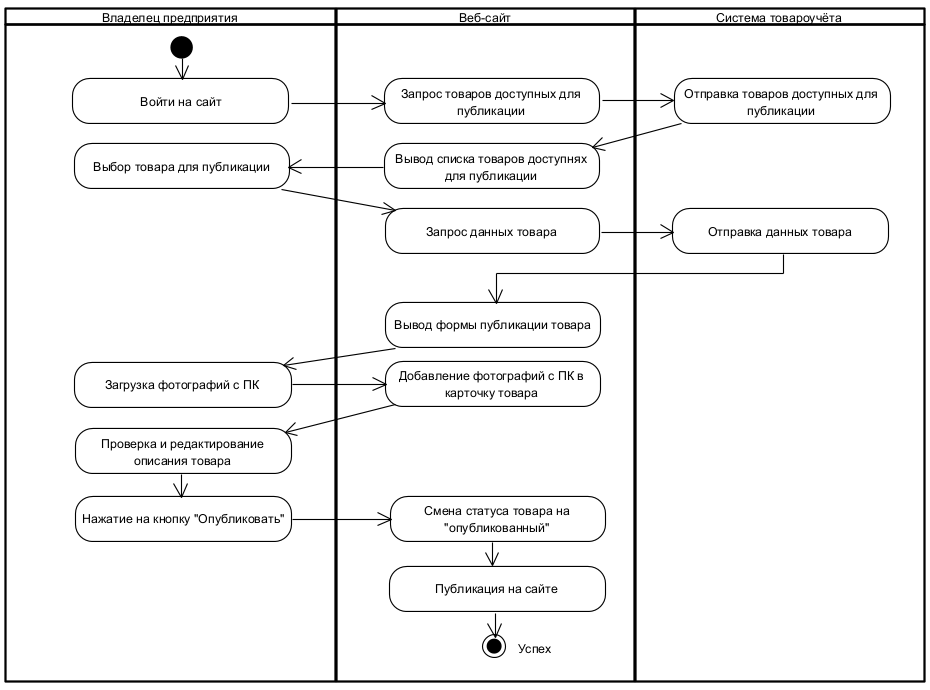 Владелец предприятия
Веб-сайт
Система товароучёта
Войти на сайт
Запрос товаров доступных для
публикации
Отправка товаров доступных для
публикации
Выбор товара для публикации
Вывод списка товаров доступнях
для публикации
Запрос данных товара
Отправка данных товара
Вывод формы публикации товара
Загрузка фотографий с ПК
Добавление фотографий с ПК в
карточку товара
Проверка и редактирование
описания товара
Нажатие на кнопку "Опубликовать"
Смена статуса товара на
"опубликованный"
Публикация на сайте
Успех